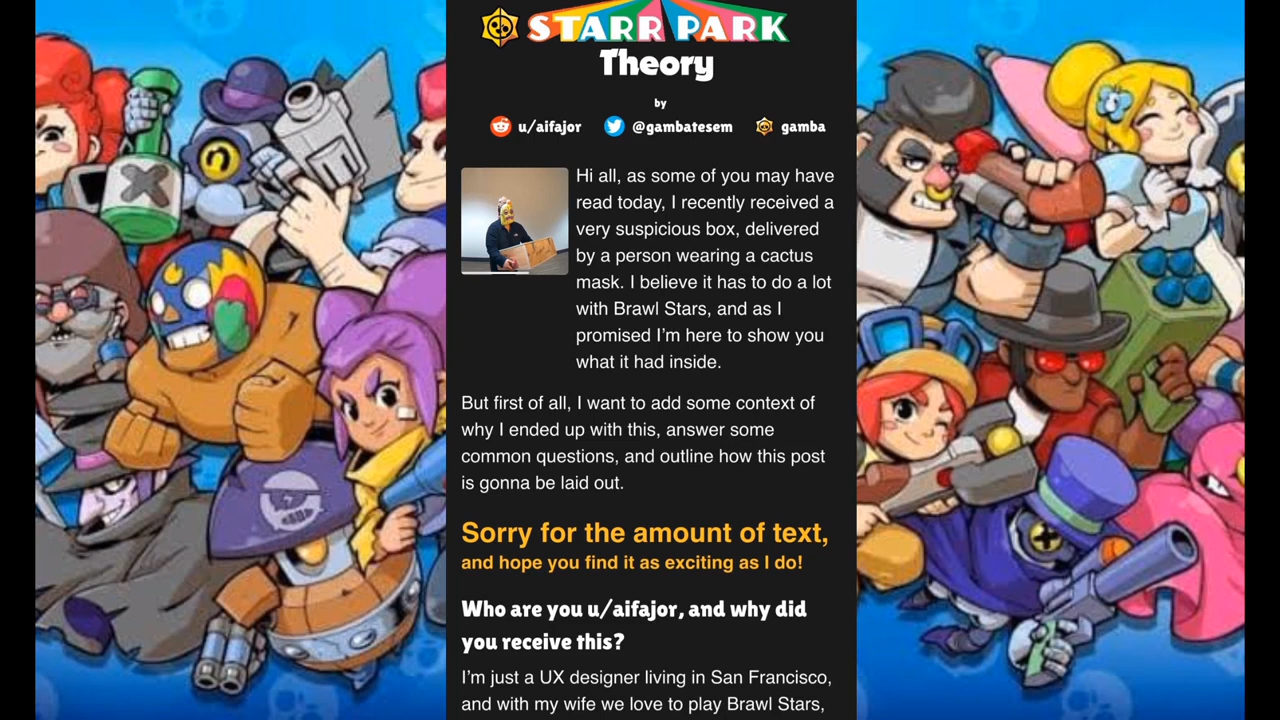 STARR PARK
Theory
by
u/aifajor @gambatesem gamba
Hi all, as some of you may have
read today, I recently received a
very suspicious box, delivered
by a person wearing a cactus
mask. I believe it has to do a lot
with Brawl Stars, and as I
promised I'm here to show you
what it had inside.
But first of all, I want to add some context of
why I ended up with this, answer some
common questions, and outline how this post
is gonna be laid out.
Sorry for the amount of text,
and hope you find it as exciting as I do!
Who are you u/aifajor, and why did
you receive this?
I'm just a UX designer living in San Francisco,
and with my wife we love to play Brawl Stars,